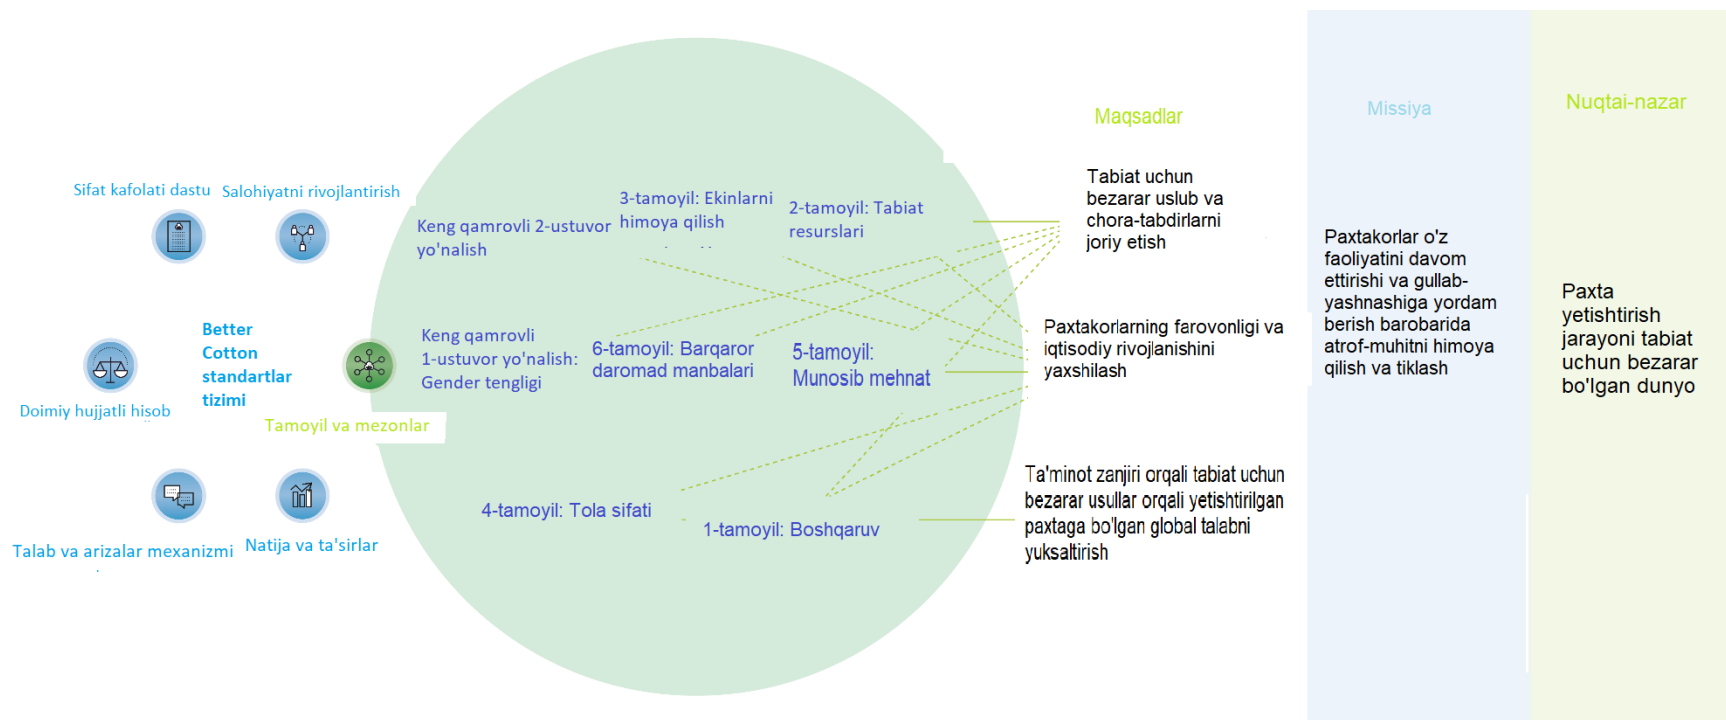 Sifat kafolati dastu
Salohiyatni rivojlantirish
Doimiy hujjatli hisob
Better
Cotton
standartlar
tizimi
Tamoyil va mezonlar
Talab va arizalar mexanizmi
Natija va ta'sirlar
Keng qamrovli 2-ustuvor
yo'nalish
3-tamoyil: Ekinlarni
himoya qilish
2-tamoyil: Tabiat
resurslari
Keng qamrovli
1-ustuvor yo'nalish:
Gender tengligi
6-tamoyil: Barqaror
daromad manbalari
5-tamoyil:
Munosib mehnat
4-tamoyil: Tola sifati
1-tamoyil: Boshqaruv
Maqsadlar
Tabiat uchun
bezarar uslub va
chora-tabdirlarni
joriy etish
Paxtakorlarning farovonligi va
iqtisodiy rivojlanishini
yaxshilash
Ta'minot zanjiri orqali tabiat uchun
bezarar usullar orqali yetishtirilgan
paxtaga bo'lgan global talabni
yuksaltirish
Missiya
Paxtakorlar o'z
faoliyatini davom
ettirishi va gullab-
yashnashiga yordam
berish barobarida
atrof-muhitni himoya
qilish va tiklash
Nuqtai-nazar
Paxta
yetishtirish
jarayoni tabiat
uchun bezarar
bo'lgan dunyo